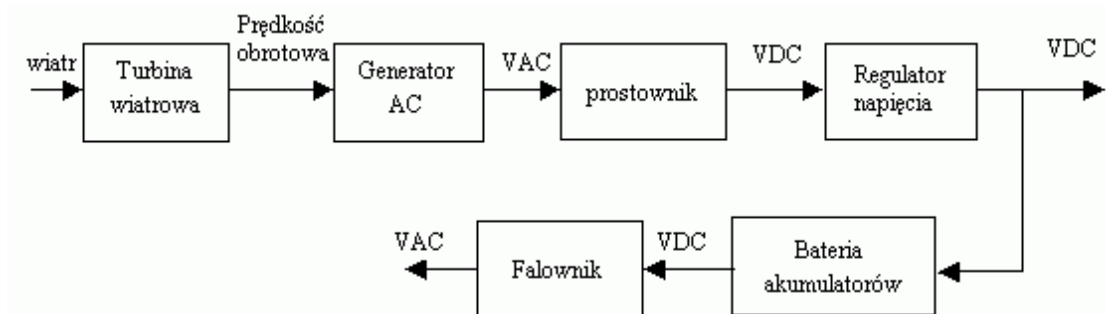 wiatr
Turbina
wiatrowa
Prędkość
obrotowa
Generator
AC
VAC
prostownik
VDC
Regulator
napięcia
VDC
VAC
Falownik
VDC
Bateria
akumulatorów